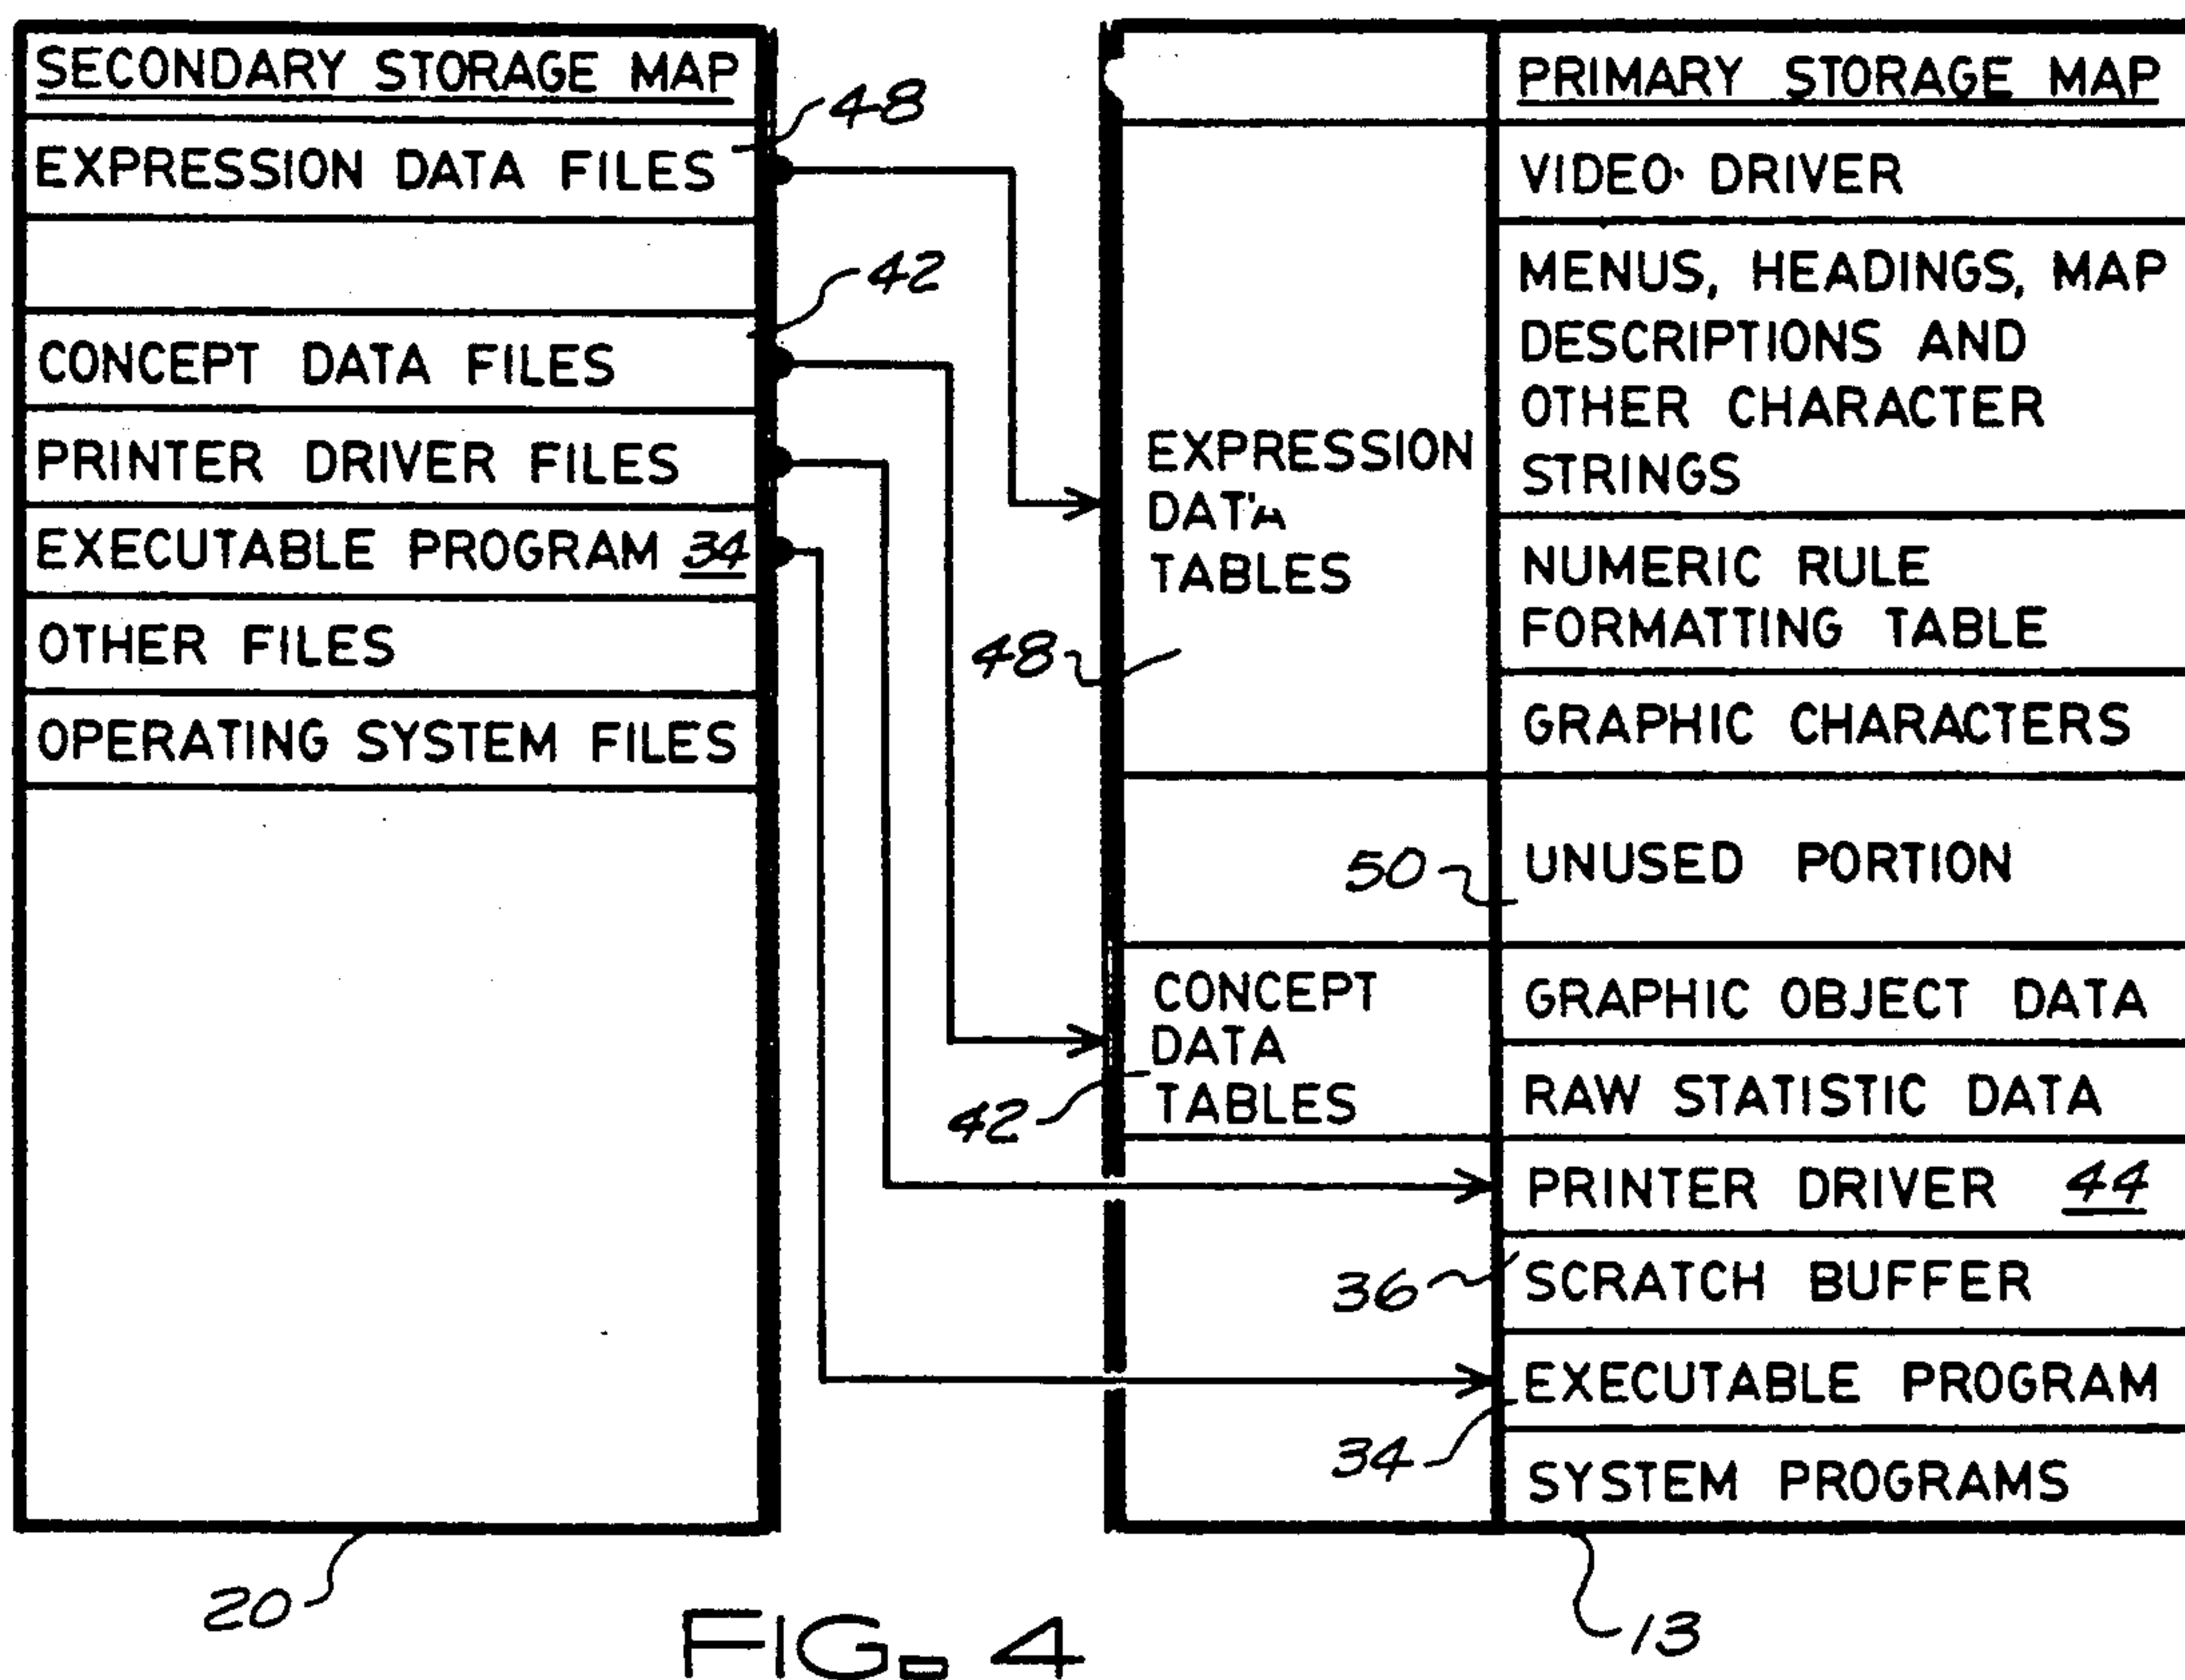 SECONDARY STORAGE MAP
48
EXPRESSION DATA FILES
42
CONCEPT DATA FILES
PRINTER DRIVER FILES
EXECUTABLE PROGRAM 34
OTHER FILES
OPERATING SYSTEM FILES
20
EXPRESSION
DATA
TABLES
48
50
CONCEPT
DATA
TABLES
42
36
34
PRIMARY STORAGE MAP
VIDEO DRIVER
MENUS, HEADINGS, MAP
DESCRIPTIONS AND
OTHER CHARACTER
STRINGS
NUMERIC RULE
FORMATTING TABLE
GRAPHIC CHARACTERS
UNUSED PORTION
GRAPHIC OBJECT DATA
RAW STATISTIC DATA
PRINTER DRIVER 44
SCRATCH BUFFER
EXECUTABLE PROGRAM
SYSTEM PROGRAMS
13
FIG. 4